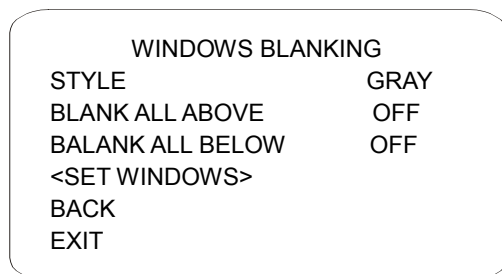 WINDOWS BLANKING
STYLE GRAY
BLANK ALL ABOVE OFF
BALANK ALL BELOW OFF
<SET WINDOWS>
BACK
EXIT